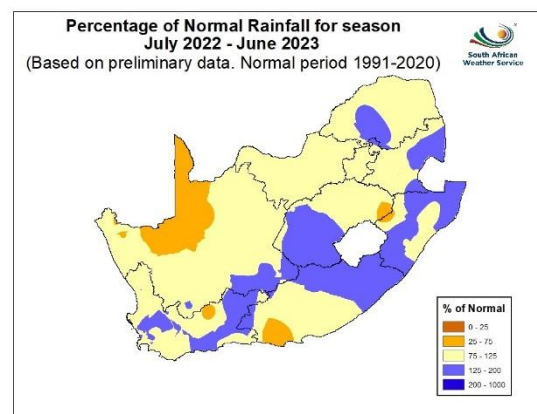 Percentage of Normal Rainfall for season
July 2022 - June 2023
(Based on preliminary data. Normal period 1991-2020)
South African
Weather Service
% of Normal
0 - 25
25 - 75
75 - 125
125 - 200
200 - 1000